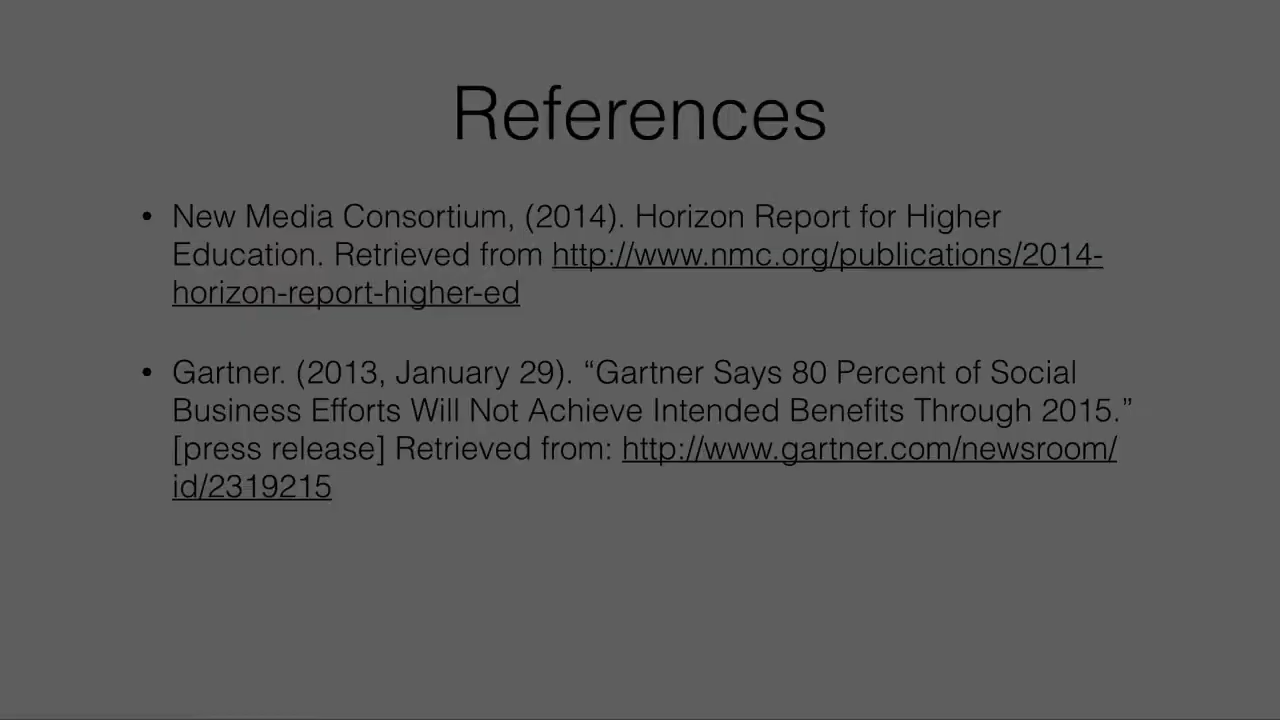 References
• New Media Consortium, (2014). Horizon Report for Higher
Education. Retrieved from http://www.nmc.org/publications/2014-
horizon-report-higher-ed
• Gartner. (2013, January 29). “Gartner Says 80 Percent of Social
Business Efforts Will Not Achieve Intended Benefits Through 2015.”
[press release] Retrieved from: http://www.gartner.com/newsroom/
id/2319215